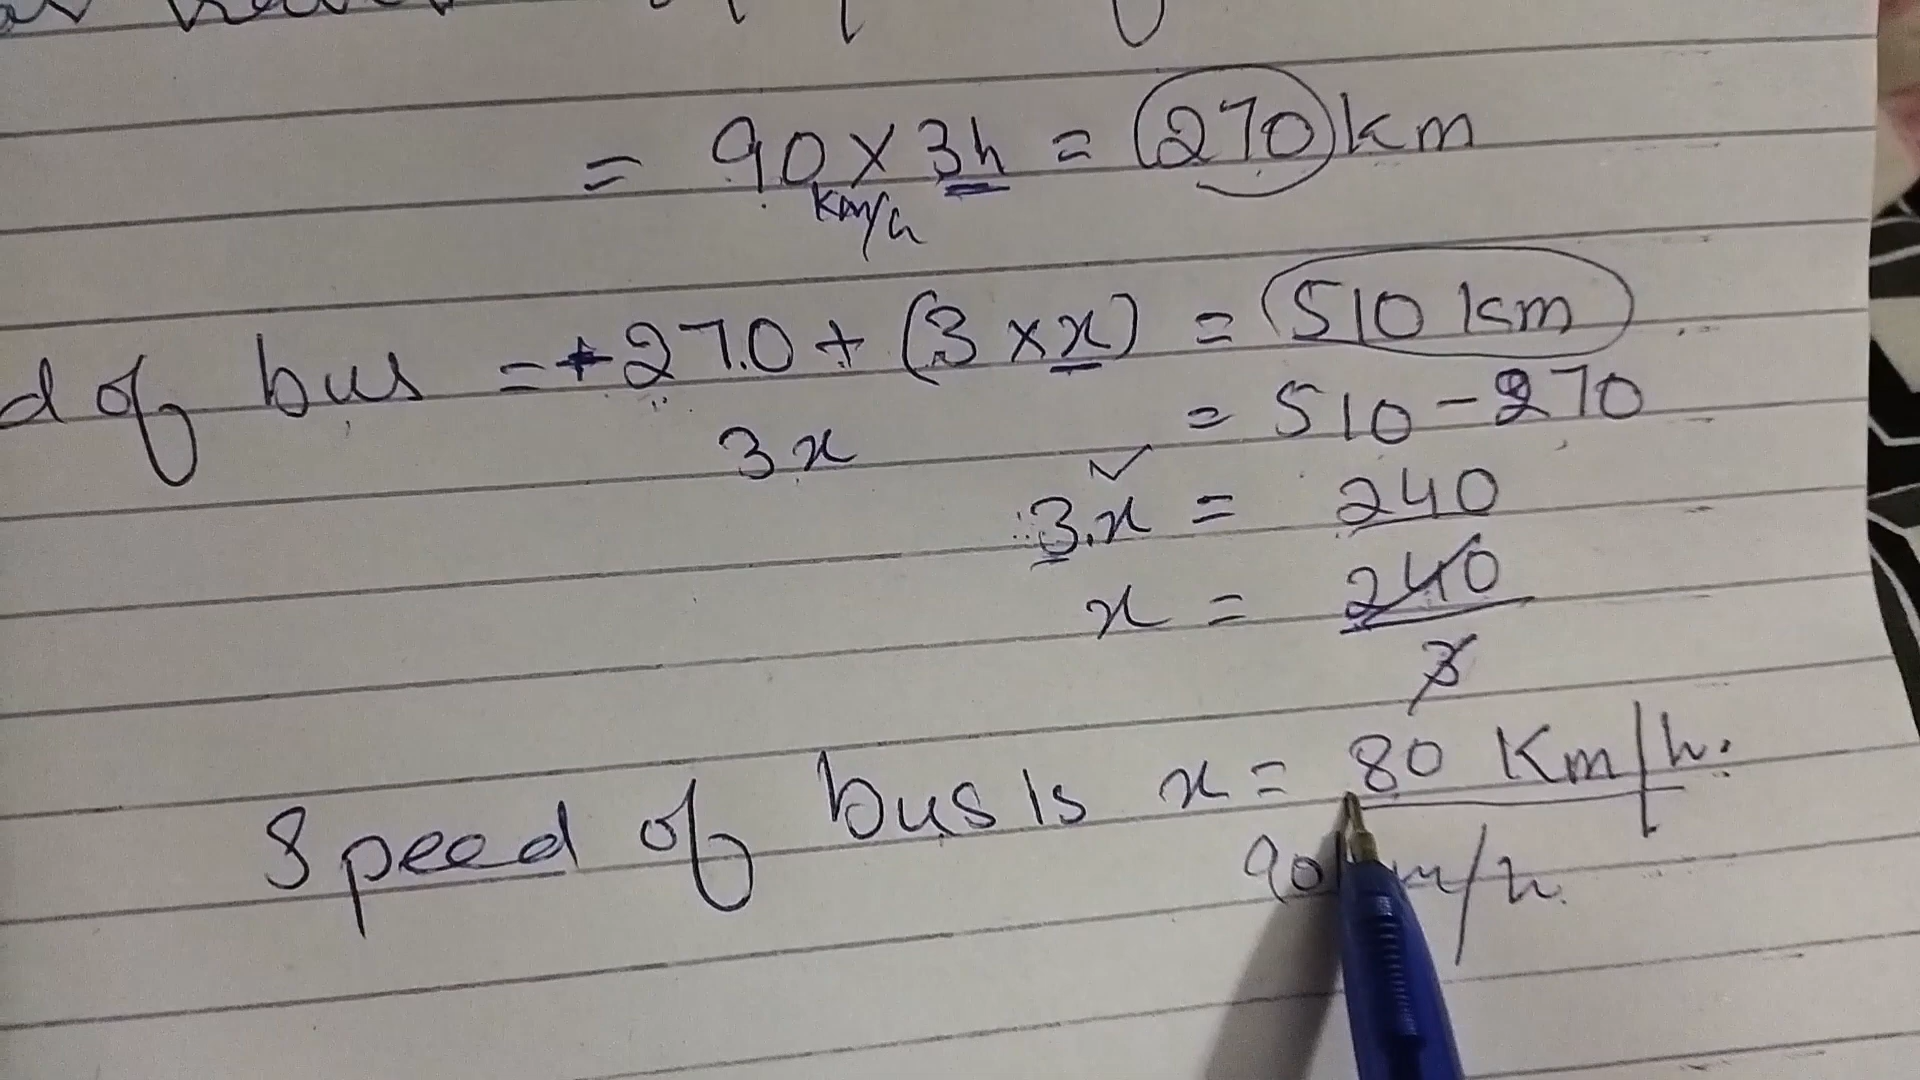 = 90 × 3h = 270 km
km/h
d of bus = +270 + (3 × x) = 510 km
3x = 510 - 270
3x = 240
x = 240
3
Speed of bus is x = 80 Km/h.
90 m/h.